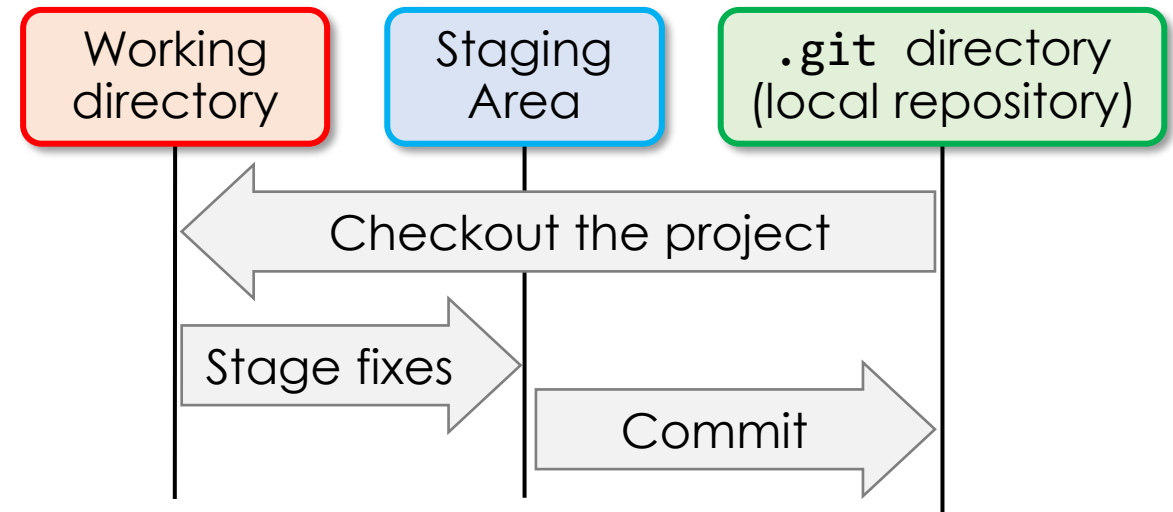 Working
directory
Staging
Area
.git directory
(local repository)
Checkout the project
Stage fixes
Commit